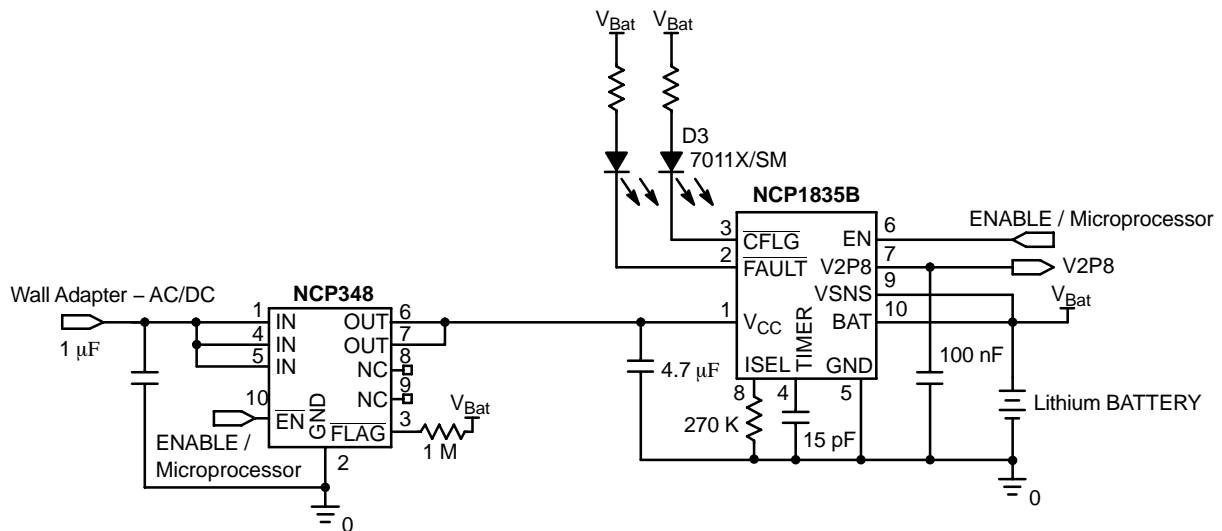 VBat
VBat
D3
7011X/SM
NCP1835B
3
CFLG
EN
6
ENABLE / Microprocessor
2
FAULT
V2P8
7
V2P8
VSNS
9
Wall Adapter – AC/DC
NCP348
1
VCC
TIMER
BAT
10
VBat
1
IN
OUT
6
4
IN
OUT
7
5
IN
NC
8
1 µF
NC
9
4.7 µF
ISEL
GND
100 nF
10
EN
GND
FLAG
3
VBat
8
4
5
Lithium BATTERY
ENABLE /
Microprocessor
2
1 M
270 K
15 pF
0
0